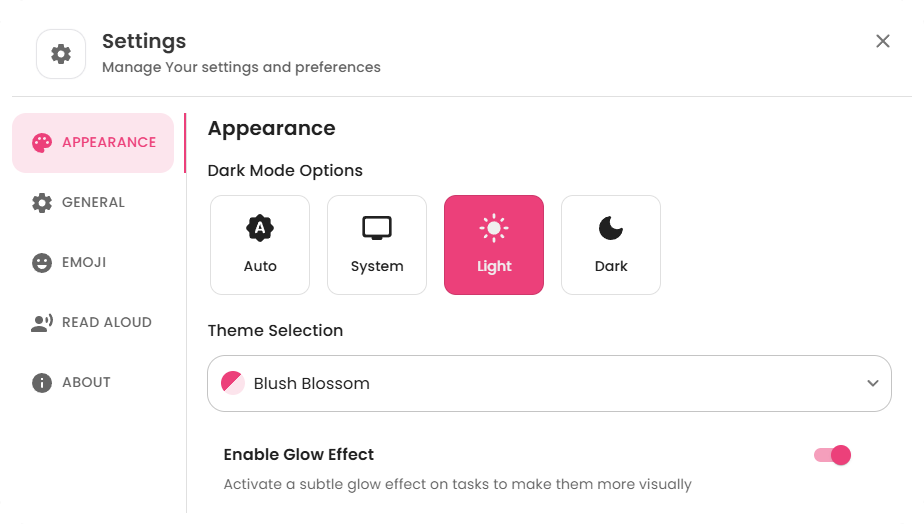 Settings
Manage Your settings and preferences
APPEARANCE
GENERAL
EMOJI
READ ALOUD
ABOUT
Appearance
Dark Mode Options
A
Auto
System
Light
Dark
Theme Selection
Blush Blossom
Enable Glow Effect
Activate a subtle glow effect on tasks to make them more visually